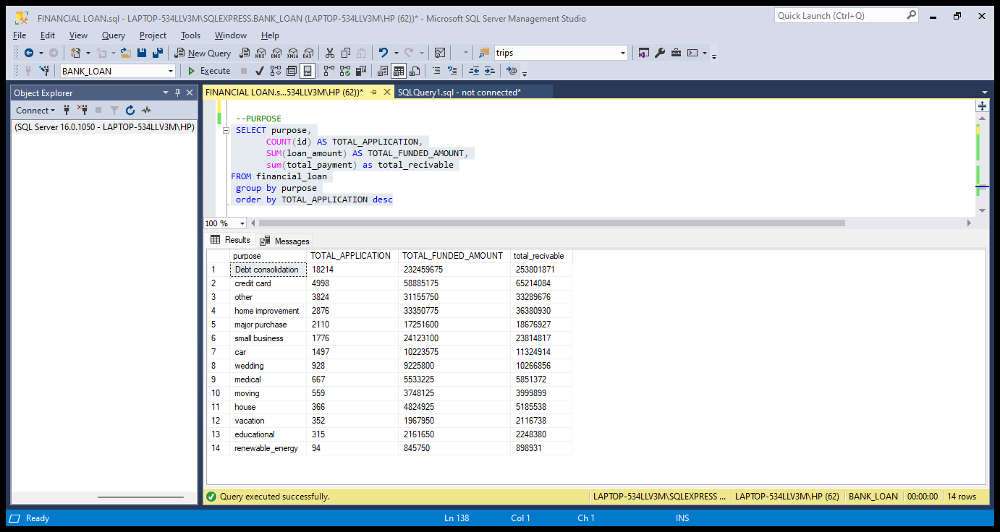 FINANCIAL LOAN.sql - LAPTOP-534LLV3M\SQLEXPRESS.BANK_LOAN (LAPTOP-534LLV3M\HP (62))* - Microsoft SQL Server Management Studio
Quick Launch (Ctrl+Q)
File Edit View Query Project Tools Window Help
New Query MDX DMX XMLA DAX trips
BANK_LOAN Execute
Object Explorer
FINANCIAL LOAN.s...534LLV3M\HP (62))* SQLQuery1.sql - not connected*
Connect
(SQL Server 16.0.1050 - LAPTOP-534LLV3M\HP)
--PURPOSE
SELECT purpose,
COUNT(id) AS TOTAL_APPLICATION,
SUM(loan_amount) AS TOTAL_FUNDED_AMOUNT,
sum(total_payment) as total_recivable
FROM financial_loan
group by purpose
order by TOTAL_APPLICATION desc
100 %
Results Messages
purpose TOTAL_APPLICATION TOTAL_FUNDED_AMOUNT total_recivable
1 Debt consolidation 18214 232459675 253801871
2 credit card 4998 58885175 65214084
3 other 3824 31155750 33289676
4 home improvement 2876 33350775 36380930
5 major purchase 2110 17251600 18676927
6 small business 1776 24123100 23814817
7 car 1497 10223575 11324914
8 wedding 928 9225800 10266856
9 medical 667 5533225 5851372
10 moving 559 3748125 3999899
11 house 366 4824925 5185538
12 vacation 352 1967950 2116738
13 educational 315 2161650 2248380
14 renewable_energy 94 845750 898931
Query executed successfully. LAPTOP-534LLV3M\SQLEXPRESS ... LAPTOP-534LLV3M\HP (62) BANK_LOAN 00:00:00 14 rows
Ready Ln 138 Col 1 Ch 1 INS